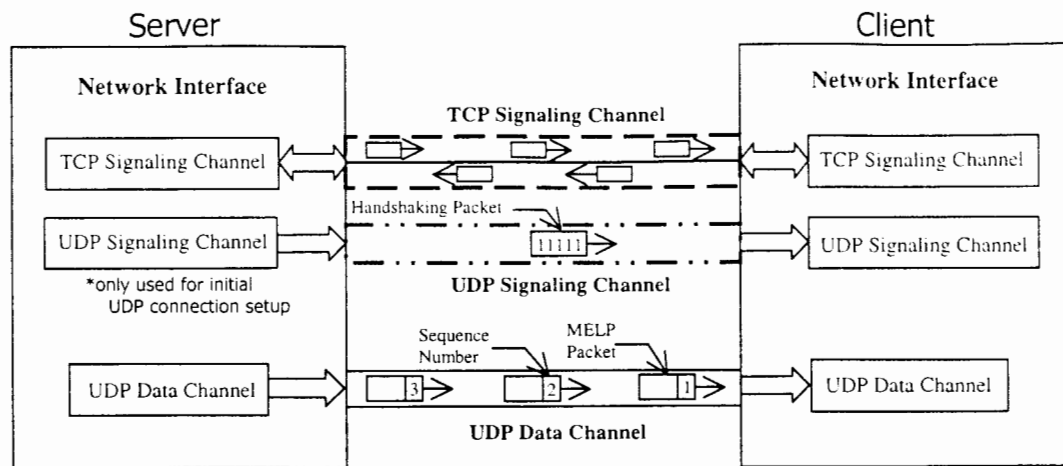 Server
Client
Network Interface
Network Interface
TCP Signaling Channel
TCP Signaling Channel
TCP Signaling Channel
Handshaking Packet
UDP Signaling Channel
11111
UDP Signaling Channel
*only used for initial
UDP connection setup
UDP Signaling Channel
Sequence
Number
MELP
Packet
UDP Data Channel
3
2
1
UDP Data Channel
UDP Data Channel